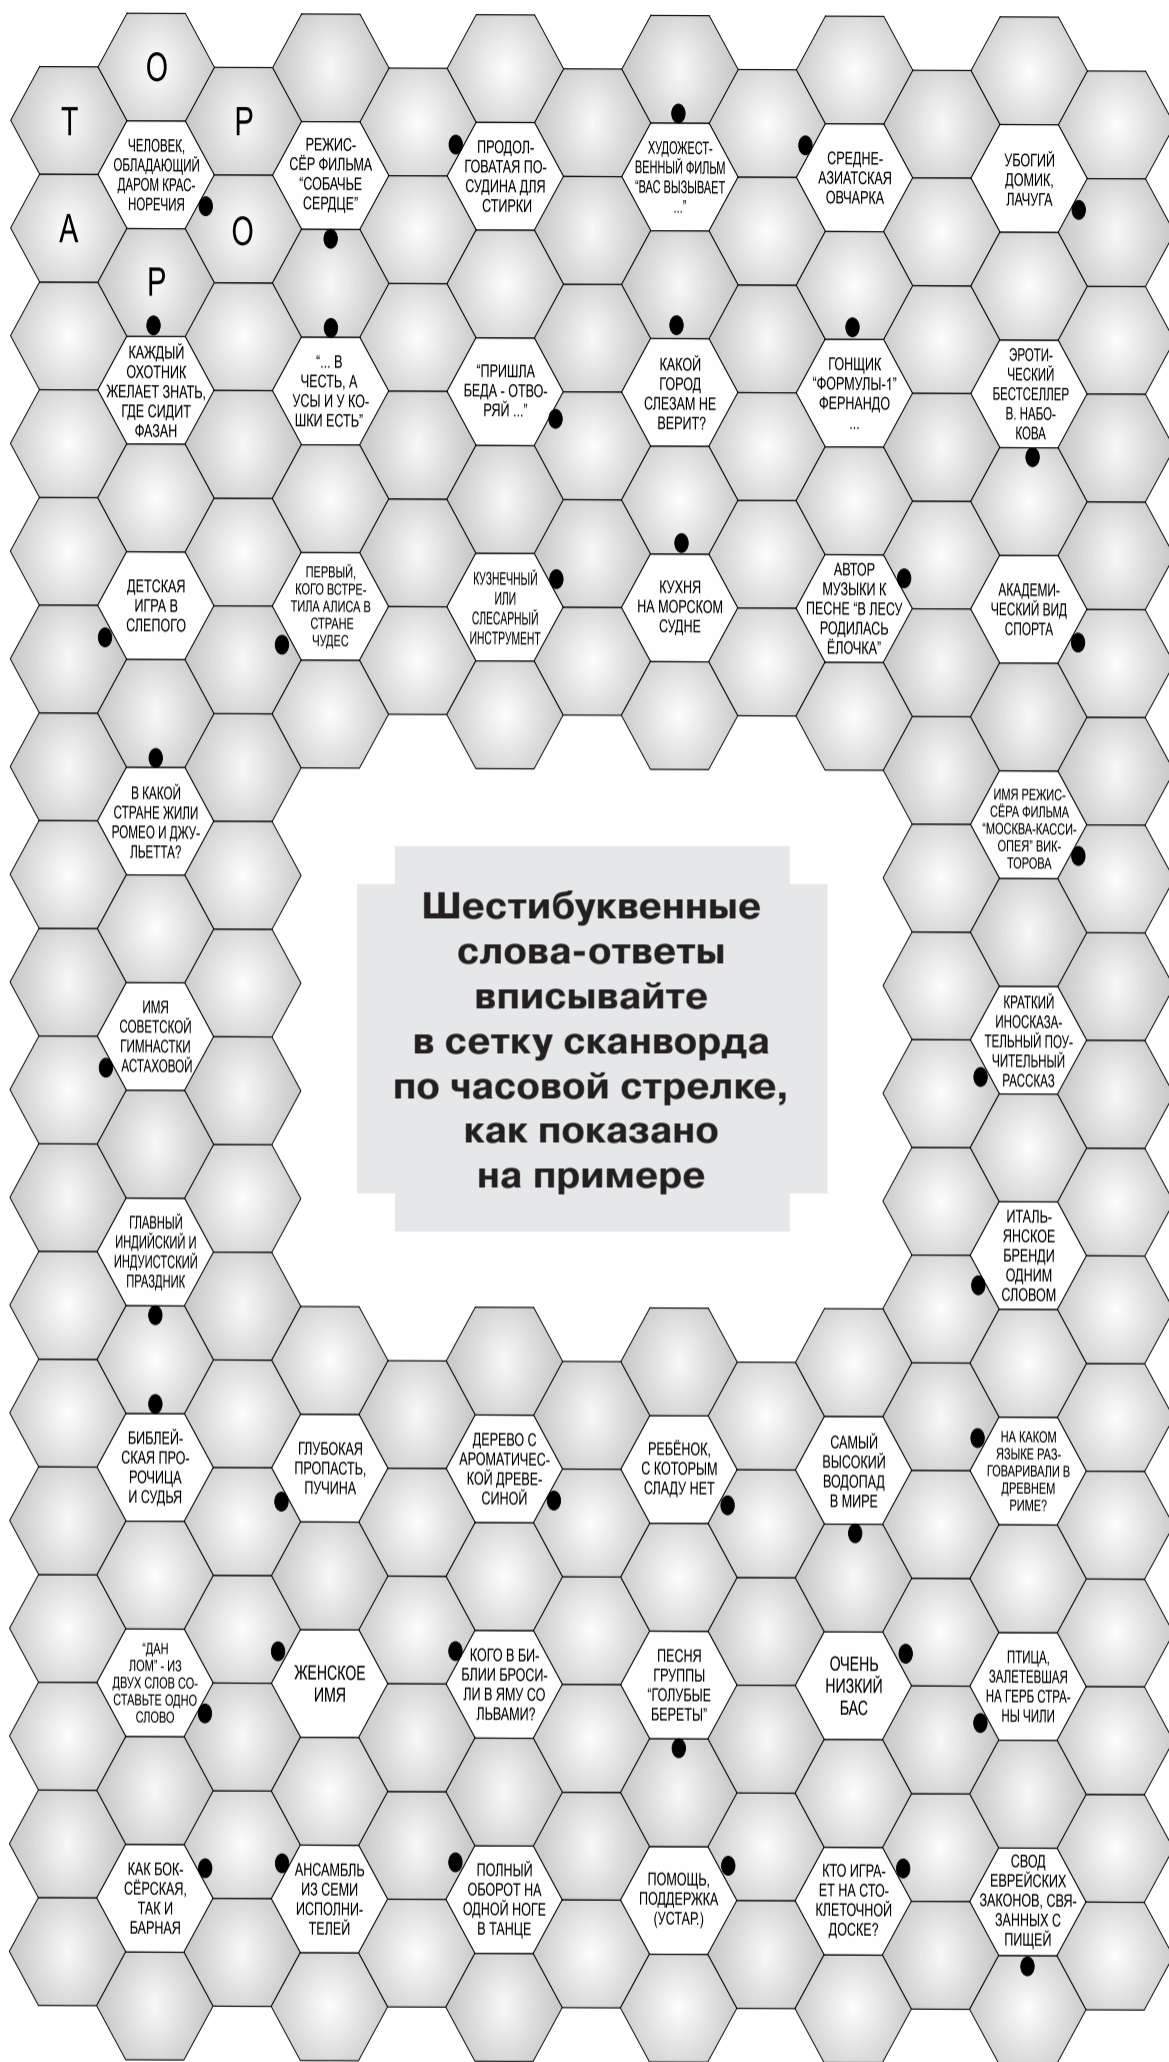 О
Т
Р
ЧЕЛОВЕК,
ОБЛАДАЮЩИЙ
ДАРОМ КРАС-
НОРЕЧИЯ
РЕЖИС-
СЁР ФИЛЬМА
“СОБАЧЬЕ
СЕРДЦЕ”
ПРОДОЛ-
ГОВАТАЯ ПО-
СУДИНА ДЛЯ
СТИРКИ
ХУДОЖЕСТ-
ВЕННЫЙ ФИЛЬМ
“ВАС ВЫЗЫВАЕТ
...”
СРЕДНЕ-
АЗИАТСКАЯ
ОВЧАРКА
УБОГИЙ
ДОМИК,
ЛАЧУГА
А
О
Р
КАЖДЫЙ
ОХОТНИК
ЖЕЛАЕТ ЗНАТЬ,
ГДЕ СИДИТ
ФАЗАН
“... В
ЧЕСТЬ, А
УСЫ И У КО-
ШКИ ЕСТЬ”
“ПРИШЛА
БЕДА - ОТВО-
РЯЙ ...”
КАКОЙ
ГОРОД
СЛЕЗАМ НЕ
ВЕРИТ?
ГОНЩИК
“ФОРМУЛЫ-1”
ФЕРНАНДО
...
ЭРОТИ-
ЧЕСКИЙ
БЕСТСЕЛЛЕР
В. НАБО-
КОВА
ДЕТСКАЯ
ИГРА В
СЛЕПОГО
ПЕРВЫЙ,
КОГО ВСТРЕ-
ТИЛА АЛИСА В
СТРАНЕ
ЧУДЕС
КУЗНЕЧНЫЙ
ИЛИ
СЛЕСАРНЫЙ
ИНСТРУМЕНТ
КУХНЯ
НА МОРСКОМ
СУДНЕ
АВТОР
МУЗЫКИ К
ПЕСНЕ “В ЛЕСУ
РОДИЛАСЬ
ЁЛОЧКА”
АКАДЕМИ-
ЧЕСКИЙ ВИД
СПОРТА
В КАКОЙ
СТРАНЕ ЖИЛИ
РОМЕО И ДЖУ-
ЛЬЕТТА?
ИМЯ РЕЖИС-
СЁРА ФИЛЬМА
“МОСКВА-КАССИ-
ОПЕЯ” ВИК-
ТОРОВА
Шестибуквенные
слова-ответы
вписывайте
в сетку сканворда
по часовой стрелке,
как показано
на примере
ИМЯ
СОВЕТСКОЙ
ГИМНАСТКИ
АСТАХОВОЙ
КРАТКИЙ
ИНОСКАЗА-
ТЕЛЬНЫЙ ПОУ-
ЧИТЕЛЬНЫЙ
РАССКАЗ
ГЛАВНЫЙ
ИНДИЙСКИЙ И
ИНДУИСТСКИЙ
ПРАЗДНИК
ИТАЛЬ-
ЯНСКОЕ
БРЕНДИ
ОДНИМ
СЛОВОМ
БИБЛЕЙ-
СКАЯ ПРО-
РОЧИЦА
И СУДЬЯ
ГЛУБОКАЯ
ПРОПАСТЬ,
ПУЧИНА
ДЕРЕВО С
АРОМАТИЧЕС-
КОЙ ДРЕВЕ-
СИНОЙ
РЕБЁНОК,
С КОТОРЫМ
СЛАДУ НЕТ
САМЫЙ
ВЫСОКИЙ
ВОДОПАД
В МИРЕ
НА КАКОМ
ЯЗЫКЕ РАЗ-
ГОВАРИВАЛИ В
ДРЕВНЕМ
РИМЕ?
“ДАН
ЛОМ” - ИЗ
ДВУХ СЛОВ СО-
СТАВЬТЕ ОДНО
СЛОВО
ЖЕНСКОЕ
ИМЯ
КОГО В БИ-
БЛИИ БРОСИ-
ЛИ В ЯМУ СО
ЛЬВАМИ?
ПЕСНЯ
ГРУППЫ
“ГОЛУБЫЕ
БЕРЕТЫ”
ОЧЕНЬ
НИЗКИЙ
БАС
ПТИЦА,
ЗАЛЕТЕВШАЯ
НА ГЕРБ СТРА-
НЫ ЧИЛИ
КАК БОК-
СЁРСКАЯ,
ТАК И
БАРНАЯ
АНСАМБЛЬ
ИЗ СЕМИ
ИСПОЛНИ-
ТЕЛЕЙ
ПОЛНЫЙ
ОБОРОТ НА
ОДНОЙ НОГЕ
В ТАНЦЕ
ПОМОЩЬ,
ПОДДЕРЖКА
(УСТАР.)
КТО ИГРА-
ЕТ НА СТО-
КЛЕТОЧНОЙ
ДОСКЕ?
СВОД
ЕВРЕЙСКИХ
ЗАКОНОВ, СВЯ-
ЗАННЫХ С
ПИЩЕЙ